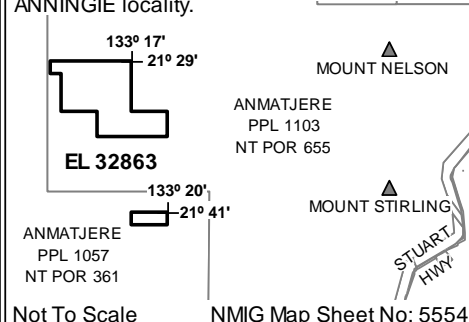 ANNINGIE locality.
133º 17'
21º 29'
MOUNT NELSON
ANMATJERE
PPL 1103
NT POR 655
EL 32863
133º 20'
21º 41'
MOUNT STIRLING
ANMATJERE
PPL 1057
NT POR 361
STUART
HWY
Not To Scale
NMIG Map Sheet No: 5554